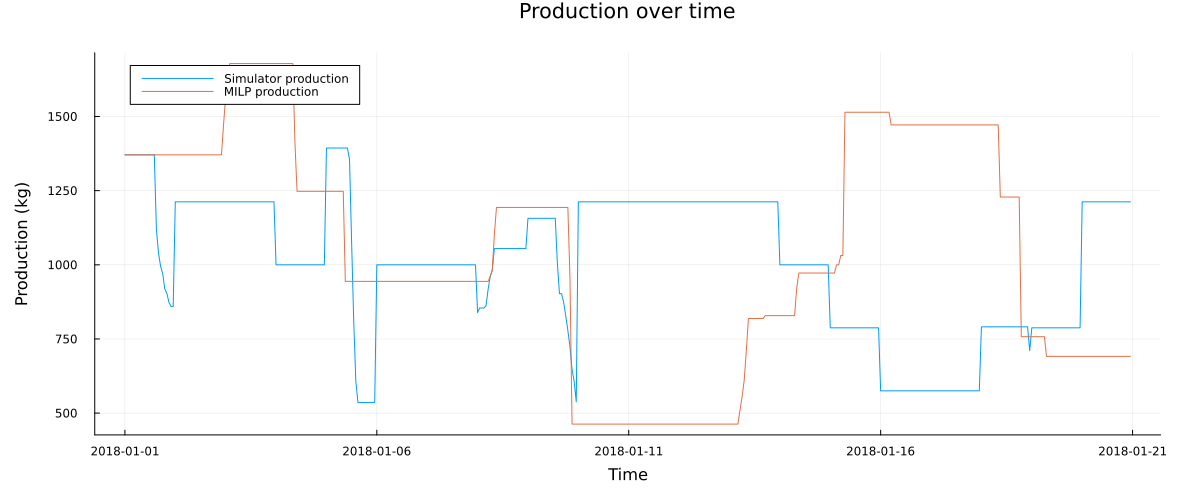 Production over time
Simulator production
MILP production
Production (kg)
1500
1250
1000
750
500
2018-01-01
2018-01-06
2018-01-11
2018-01-16
2018-01-21
Time